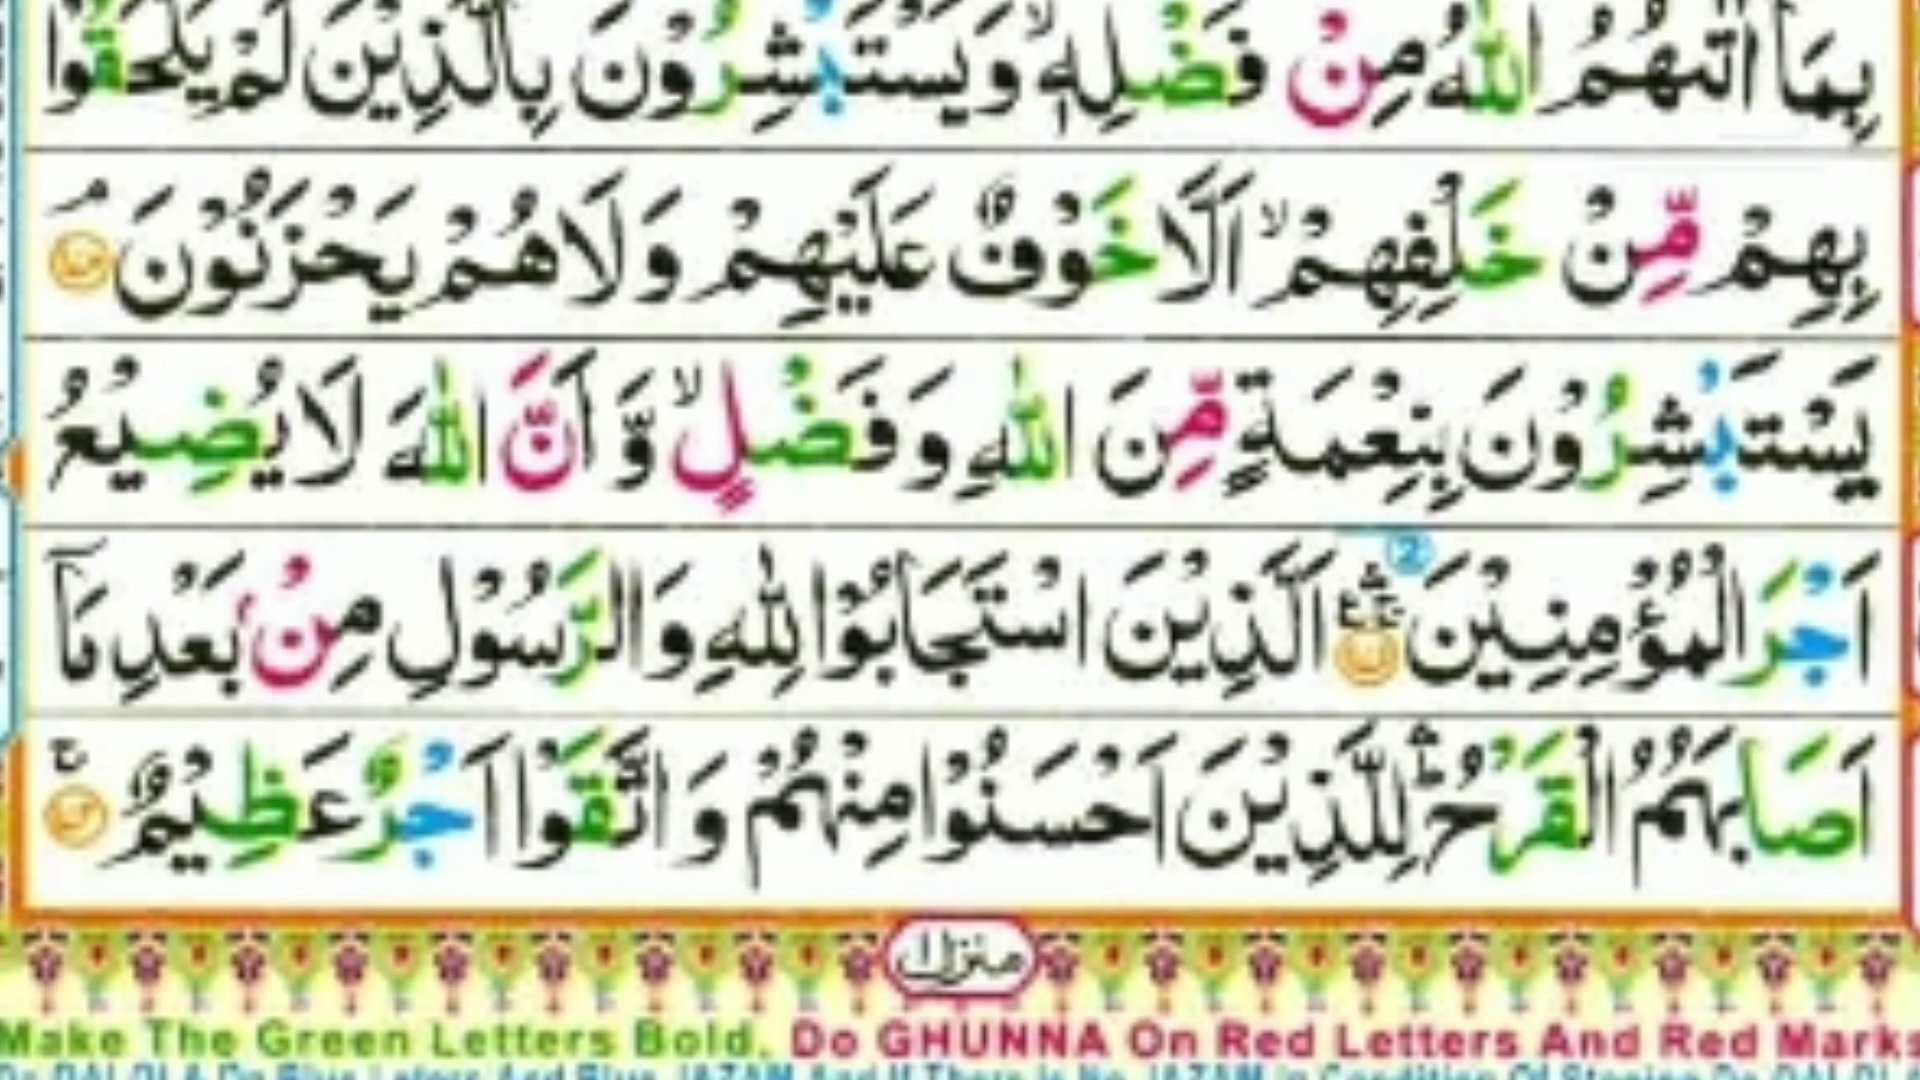 بِمَاۤ اٰتٰىهُمُ اللّٰهُ مِنْ فَضْلِهٖۙ وَيَسْتَبْشِرُوْنَ بِالَّذِيْنَ لَمْ يَلْحَقُوْا
بِهِمْ مِّنْ خَلْفِهِمْۙ اَلَّا خَوْفٌ عَلَيْهِمْ وَلَا هُمْ يَحْزَنُوْنَۘ
يَسْتَبْشِرُوْنَ بِنِعْمَةٍ مِّنَ اللّٰهِ وَفَضْلٍۙ وَّاَنَّ اللّٰهَ لَا يُضِيْعُ
اَجْرَ الْمُؤْمِنِيْنَ ۛۚ اَلَّذِيْنَ اسْتَجَابُوْا لِلّٰهِ وَالرَّسُوْلِ مِنْۢ بَعْدِ مَاۤ
اَصَابَهُمُ الْقَرْحُۛؕ لِلَّذِيْنَ اَحْسَنُوْا مِنْهُمْ وَاتَّقَوْا اَجْرٌ عَظِيْمٌۚ
منزل ۱
Make The Green Letters Bold. Do GHUNNA On Red Letters And Red Marks